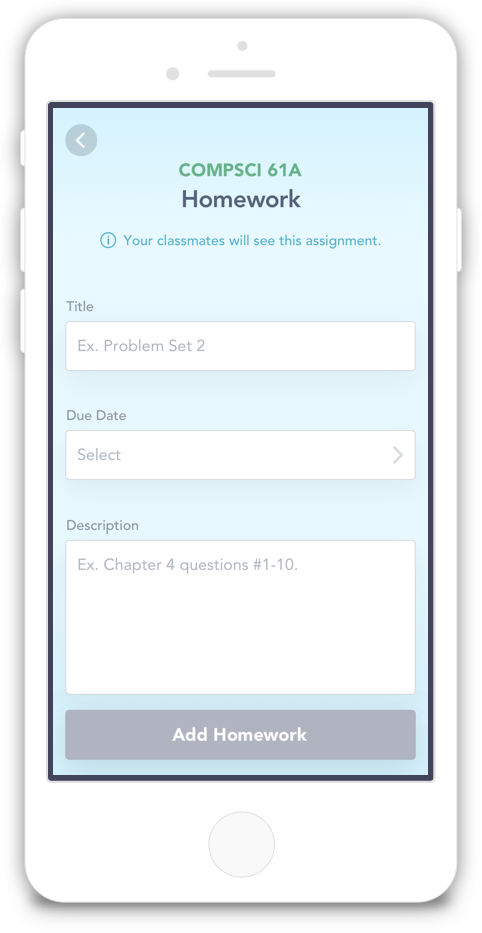 COMPSCI 61A
Homework
Your classmates will see this assignment.
Title
Ex. Problem Set 2
Due Date
Select
Description
Ex. Chapter 4 questions #1-10.
Add Homework